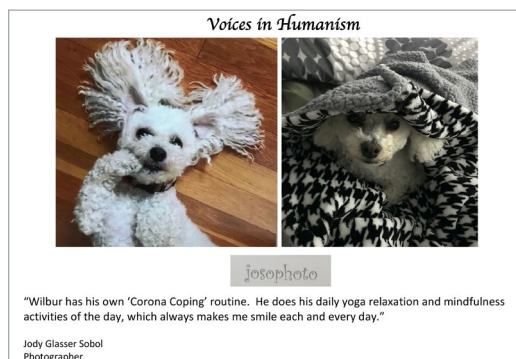 Voices in Humanism
josophoto
“Wilbur has his own ‘Corona Coping’ routine.  He does his daily yoga relaxation and mindfulness
activities of the day, which always makes me smile each and every day.”
Jody Glasser Sobol
Photographer